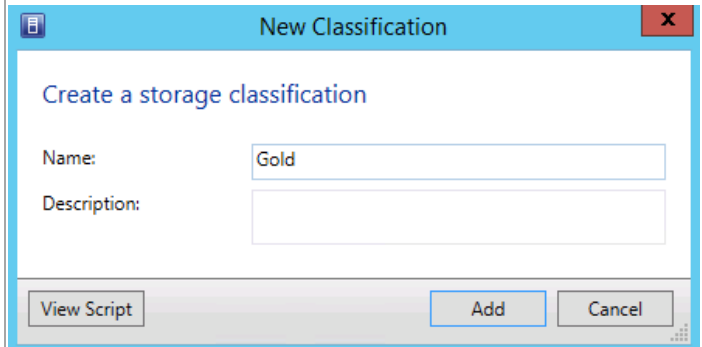 New Classification
x
Create a storage classification
Name:
Gold
Description:
View Script
Add
Cancel